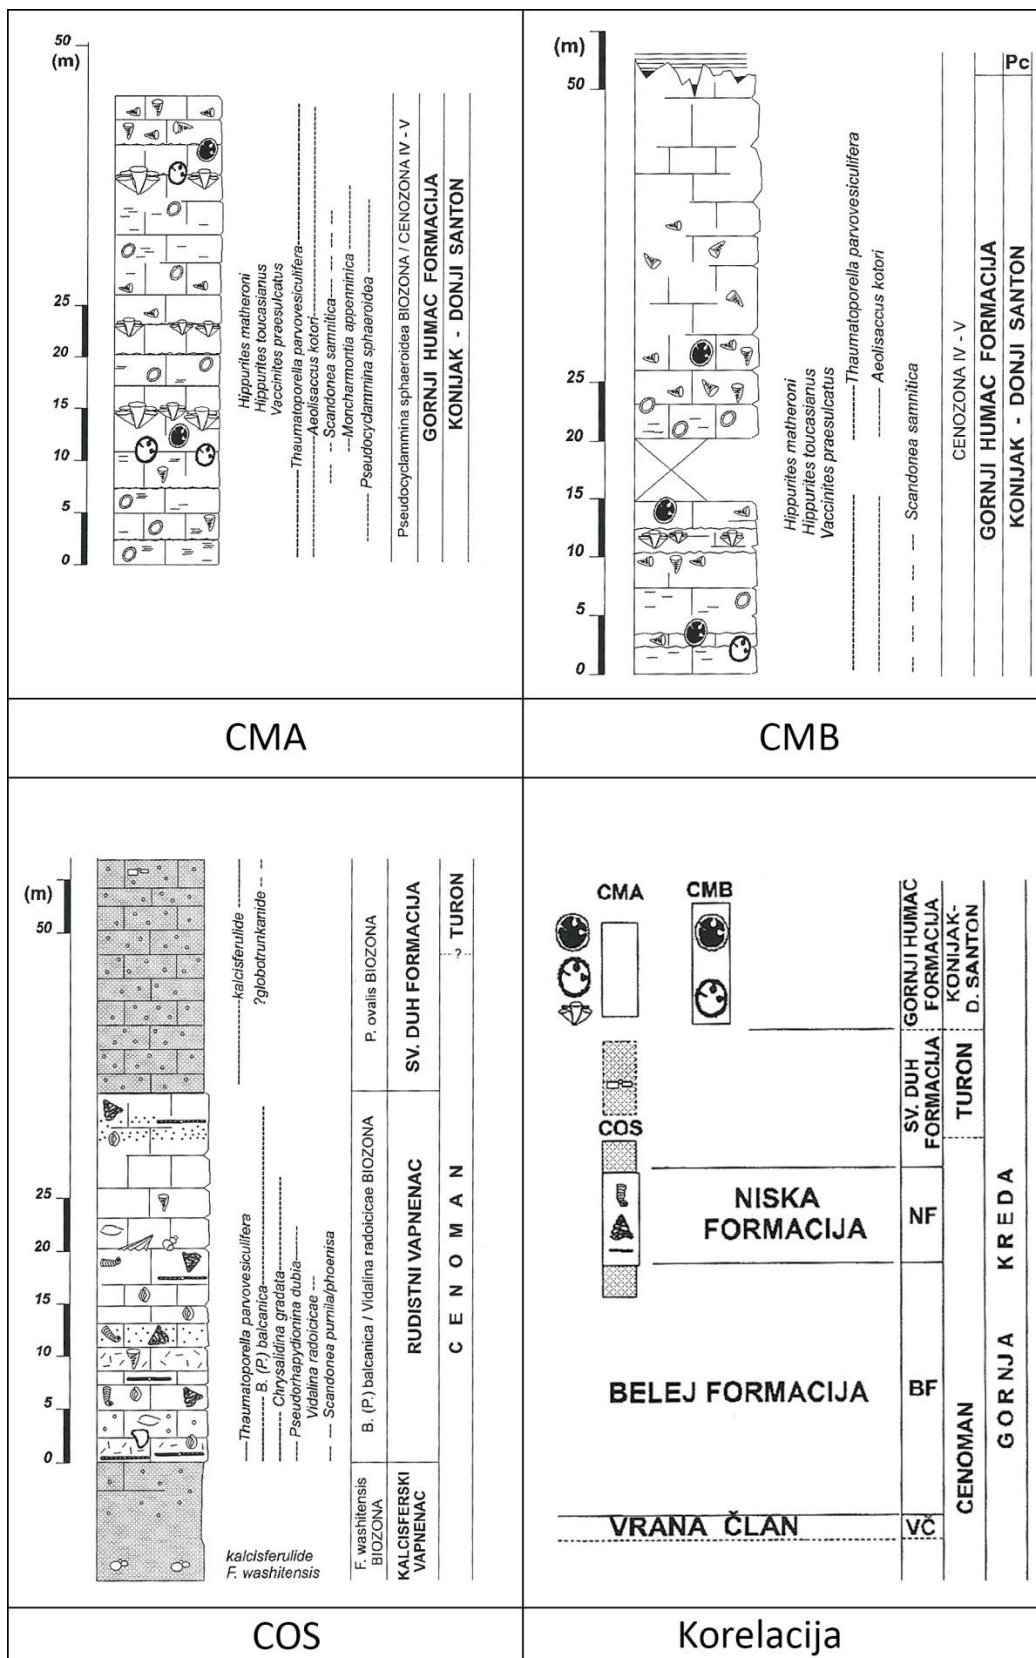 50
(m)
25
20
15
10
5
0
Hippurites matheroni
Hippurites toucasianus
Vaccinites praesulcatus
Thaumatoporella parvovesiculifera
Aeolisaccus kotori
Scandonea samnitica
Moncharmontia appenninica
Pseudocyclammina sphaeroidea
Pseudocyclammina sphaeroidea BIOZONA / CENOZONA IV - V
GORNJI HUMAC FORMACIJA
KONIJAK - DONJI SANTON
CMA
(m)
50
25
20
15
10
5
0
Hippurites matheroni
Hippurites toucasianus
Vaccinites praesulcatus
Thaumatoporella parvovesiculifera
Aeolisaccus kotori
Scandonea samnitica
CENOZONA IV - V
GORNJI HUMAC FORMACIJA
KONIJAK - DONJI SANTON
Pc
CMB
(m)
50
25
20
15
10
5
0
kalcisferulide
?globotrunkanide
Thaumatoporella parvovesiculifera
B. (P.) balcanica
Chrysalidina gradata
Pseudorhapydionina dubia
Vidalina radoicicae
Scandonea pumila/phoenisa
kalcisferulide
F. washitensis
P. ovalis BIOZONA
B. (P.) balcanica / Vidalina radoicicae BIOZONA
F. washitensis
BIOZONA
SV. DUH FORMACIJA
RUDISTNI VAPNENAC
KALCISFERSKI
VAPNENAC
TURON
?
CENOMAN
COS
CMA
CMB
COS
NISKA
FORMACIJA
BELEJ FORMACIJA
VRANA ČLAN
GORNJI HUMAC
FORMACIJA
SV. DUH
FORMACIJA
NF
BF
VČ
KONIJAK-
D. SANTON
TURON
CENOMAN
GORNJA KREDA
Korelacija